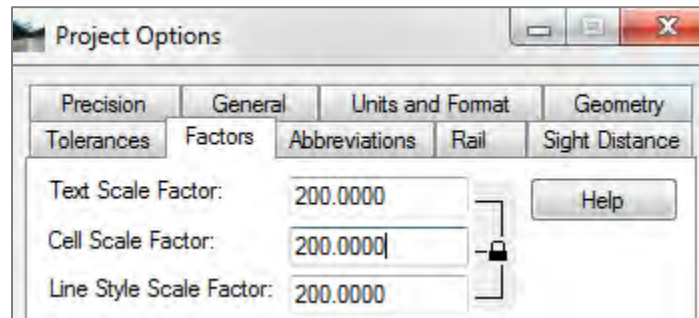 Project Options
Precision General Units and Format Geometry
Tolerances Factors Abbreviations Rail Sight Distance
Text Scale Factor: 200.0000 Help
Cell Scale Factor: 200.0000
Line Style Scale Factor: 200.0000